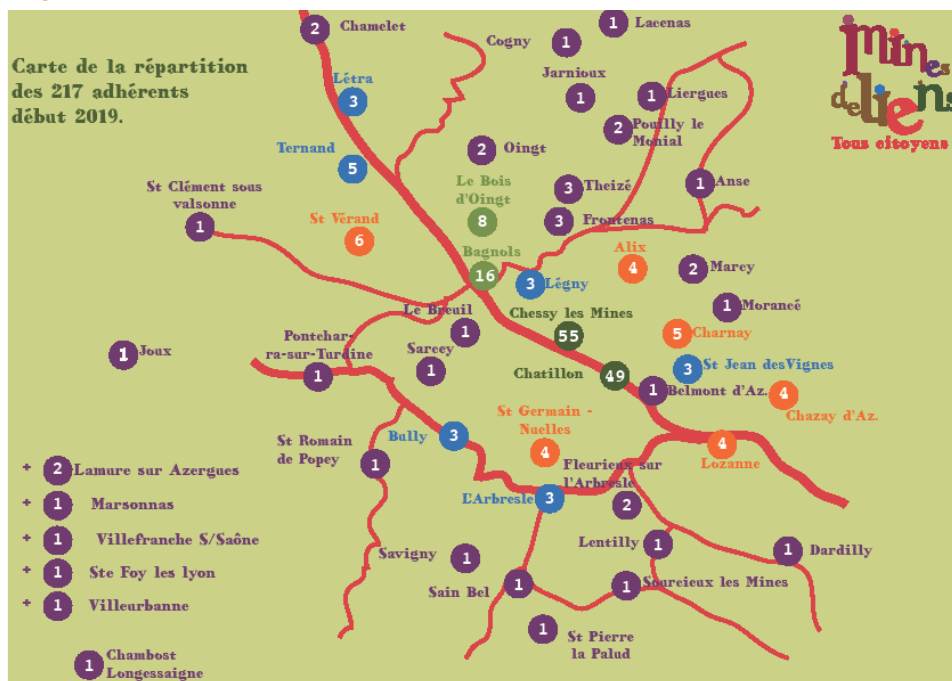 Carte de la répartition
des 217 adhérents
début 2019.
mines
de liens
Tous citoyens
2 Chamelet
Lacenas
1
Cogny
1
Jarnioux
1
Liergues
1
Létra
3
2
Pouilly le
Monial
Ternand
5
2 Oingt
Le Bois
d'Oingt
8
Theizé
3
Anse
1
St Clément sous
valsonne
1
St Vérand
6
Frontenas
3
Bagnols
16
Légny
3
Alix
4
Marcy
2
Morancé
1
Le Breuil
1
Chessy les Mines
55
Charnay
5
Pontchar-
ra-sur-Turdine
1
Joux
1
Sarcey
1
Chatillon
49
St Jean desVignes
3
Belmont d'Az.
1
4
Chazay d'Az.
St Germain -
Nuelles
4
Bully
3
4
Lozanne
St Romain
de Popey
1
Fleurieux sur
l'Arbresle
2
L'Arbresle
3
+ 2 Lamure sur Azergues
+ 1 Marsonnas
+ 1 Villefranche S/Saône
+ 1 Ste Foy les lyon
+ 1 Villeurbanne
Savigny
1
Lentilly
1
Dardilly
1
Sain Bel
1
Sourcieux les Mines
1
1
St Pierre
la Palud
1
Chambost
Longessaigne